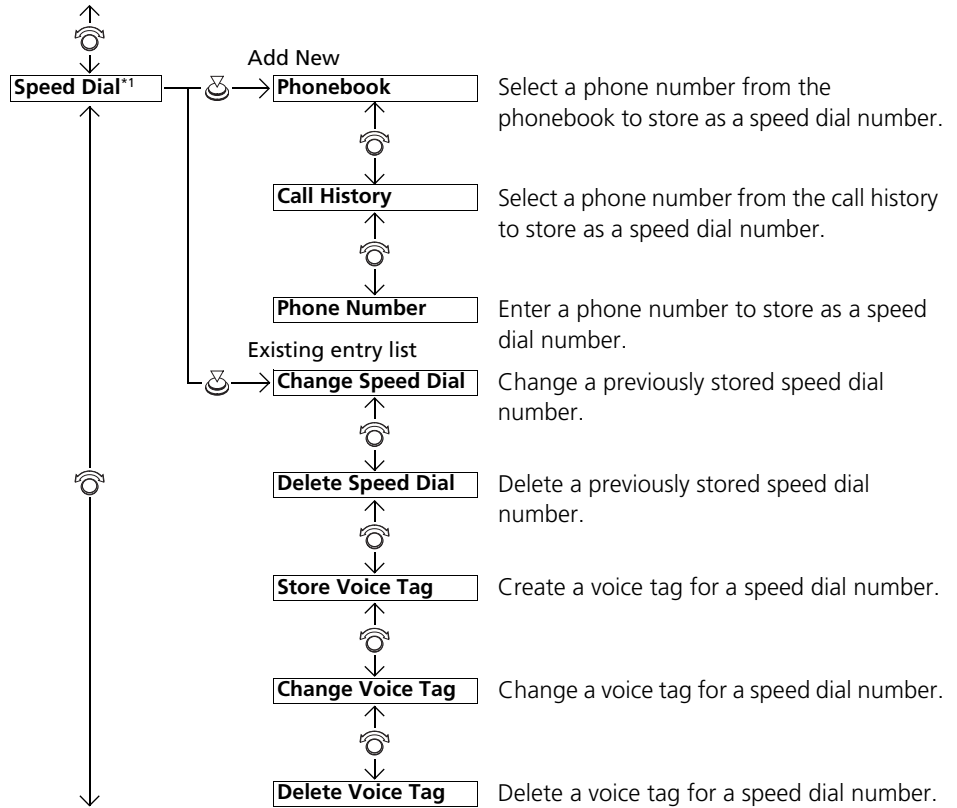 Add New
Speed Dial*1
Phonebook
Select a phone number from the
phonebook to store as a speed dial number.
Call History
Select a phone number from the call history
to store as a speed dial number.
Phone Number
Enter a phone number to store as a speed
dial number.
Existing entry list
Change Speed Dial
Change a previously stored speed dial
number.
Delete Speed Dial
Delete a previously stored speed dial
number.
Store Voice Tag
Create a voice tag for a speed dial number.
Change Voice Tag
Change a voice tag for a speed dial number.
Delete Voice Tag
Delete a voice tag for a speed dial number.